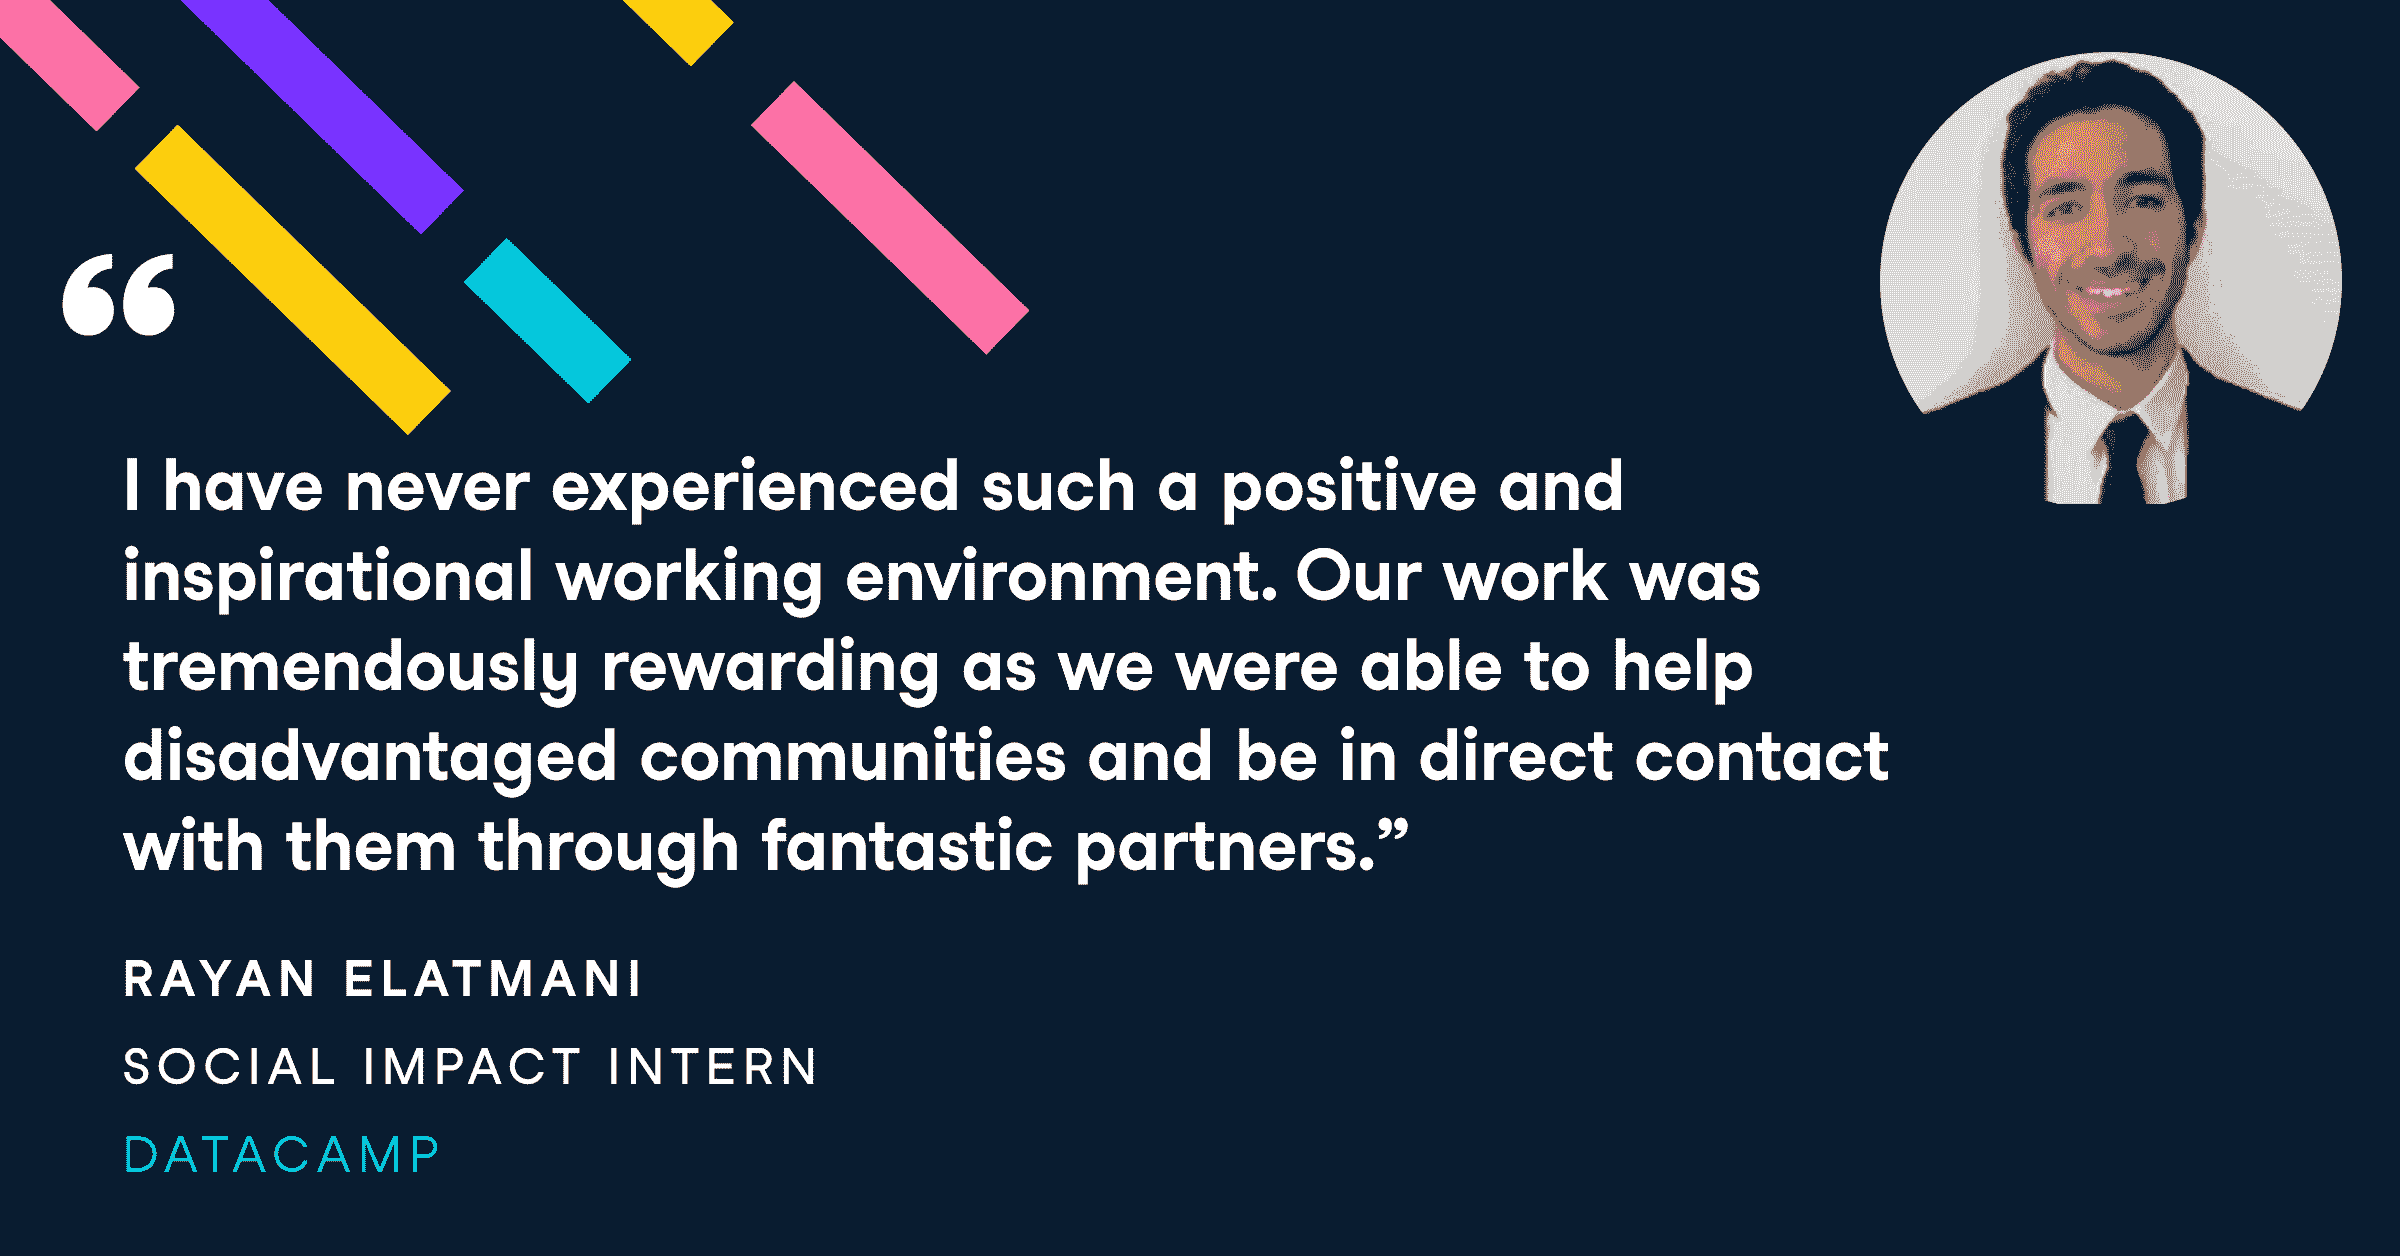 “
I have never experienced such a positive and
inspirational working environment. Our work was
tremendously rewarding as we were able to help
disadvantaged communities and be in direct contact
with them through fantastic partners.”
RAYAN ELATMANI
SOCIAL IMPACT INTERN
DATACAMP